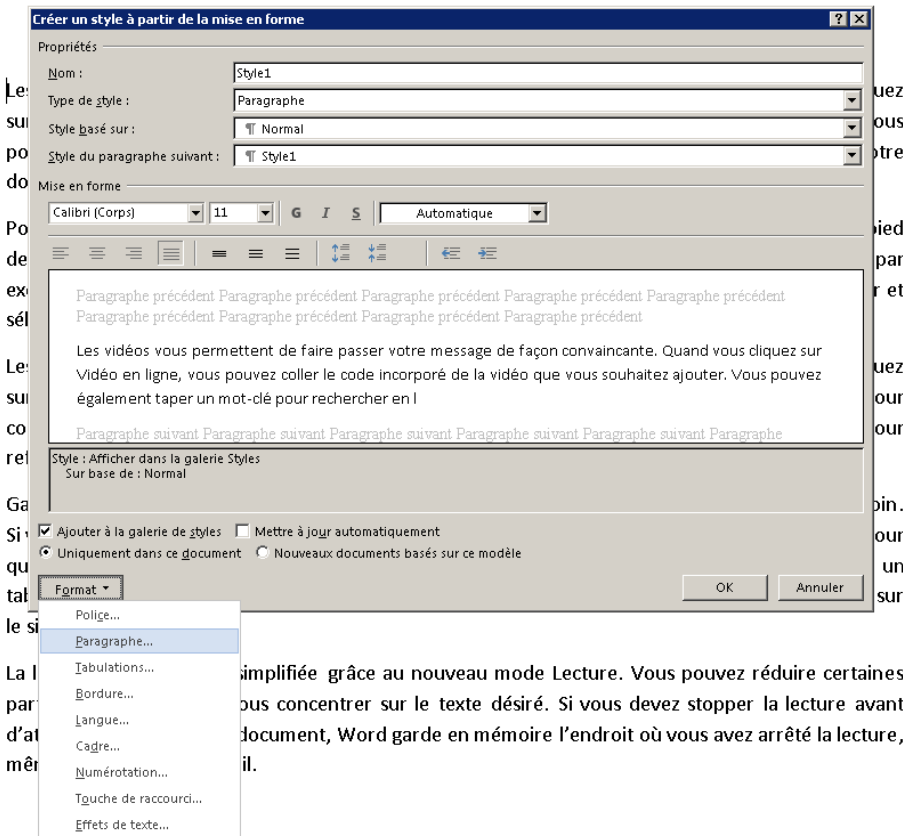 Créer un style à partir de la mise en forme
Propriétés
Nom : Style1
Type de style : Paragraphe
Style basé sur : ¶ Normal
Style du paragraphe suivant : ¶ Style1
Mise en forme
Calibri (Corps) 11 G I S Automatique
Paragraphe précédent Paragraphe précédent Paragraphe précédent Paragraphe précédent Paragraphe précédent
Paragraphe précédent Paragraphe précédent Paragraphe précédent Paragraphe précédent
Les vidéos vous permettent de faire passer votre message de façon convaincante. Quand vous cliquez sur
Vidéo en ligne, vous pouvez coller le code incorporé de la vidéo que vous souhaitez ajouter. Vous pouvez
également taper un mot-clé pour rechercher en l
Paragraphe suivant Paragraphe suivant Paragraphe suivant Paragraphe suivant Paragraphe suivant Paragraphe
Style : Afficher dans la galerie Styles
Sur base de : Normal
Ajouter à la galerie de styles Mettre à jour automatiquement
Uniquement dans ce document Nouveaux documents basés sur ce modèle
Format OK Annuler
Police...
Paragraphe...
Tabulations...
Bordure...
Langue...
Cadre...
Numérotation...
Touche de raccourci...
Effets de texte...
r et
un
sur
le si
La l simplifiée grâce au nouveau mode Lecture. Vous pouvez réduire certaines
par ous concentrer sur le texte désiré. Si vous devez stopper la lecture avant
d'at document, Word garde en mémoire l'endroit où vous avez arrêté la lecture,
mêr il.